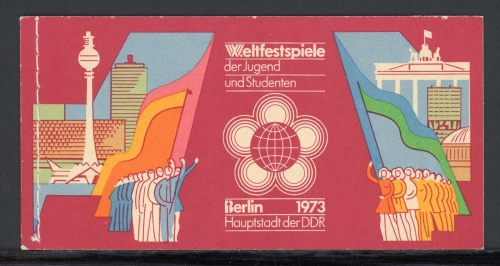 Weltfestspiele
der Jugend
und Studenten
Berlin 1973
Hauptstadt der DDR